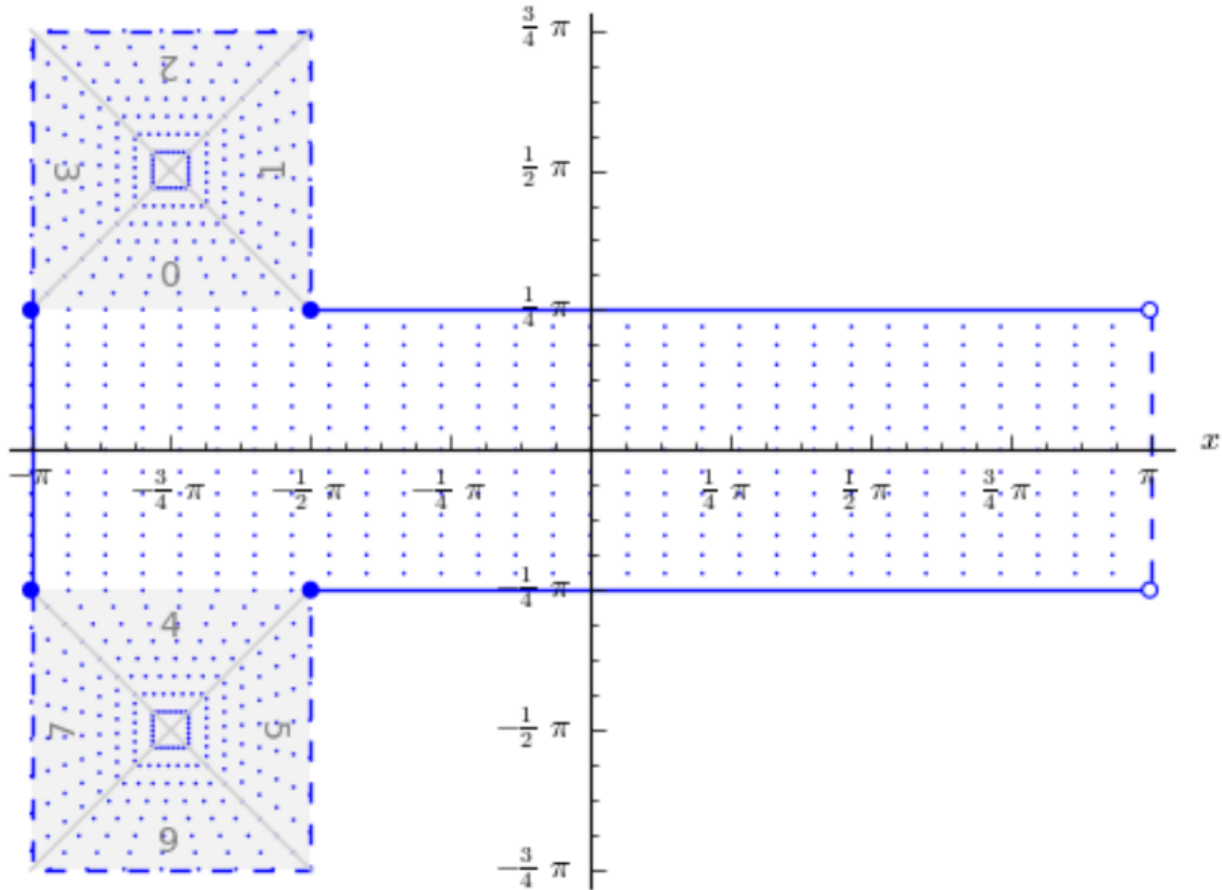 3/4 π
2
1/2 π
3 1
0
1/4 π
x
-π -3/4 π -1/2 π -1/4 π 1/4 π 1/2 π 3/4 π π
-1/4 π
4
7 5
-1/2 π
6
-3/4 π